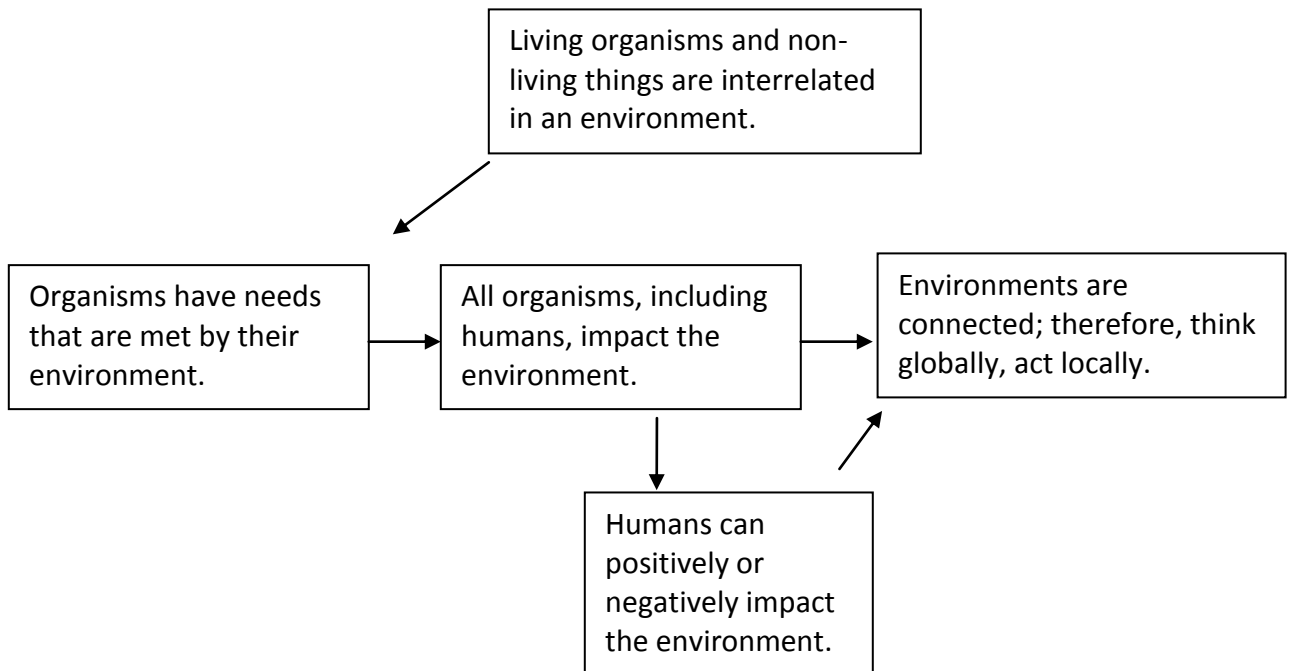 Living organisms and non-
living things are interrelated
in an environment.
Organisms have needs
that are met by their
environment.
All organisms, including
humans, impact the
environment.
Environments are
connected; therefore, think
globally, act locally.
Humans can
positively or
negatively impact
the environment.